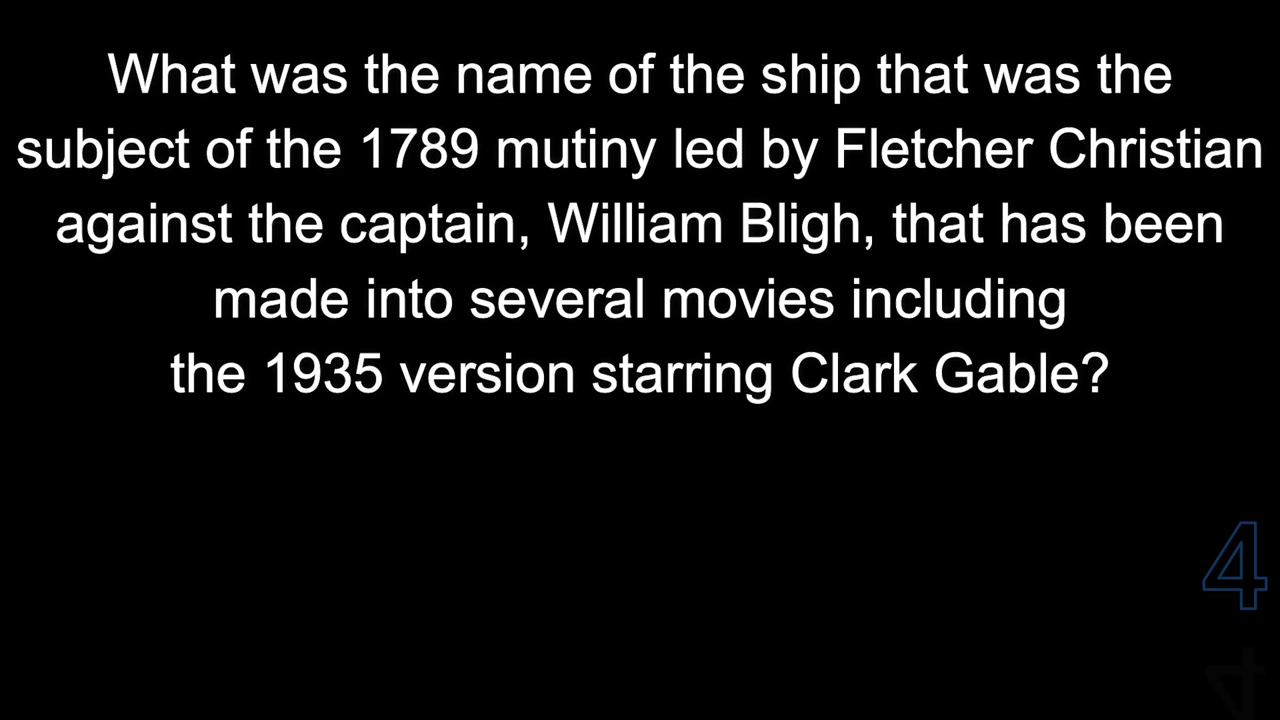 What was the name of the ship that was the
subject of the 1789 mutiny led by Fletcher Christian
against the captain, William Bligh, that has been
made into several movies including
the 1935 version starring Clark Gable?
4